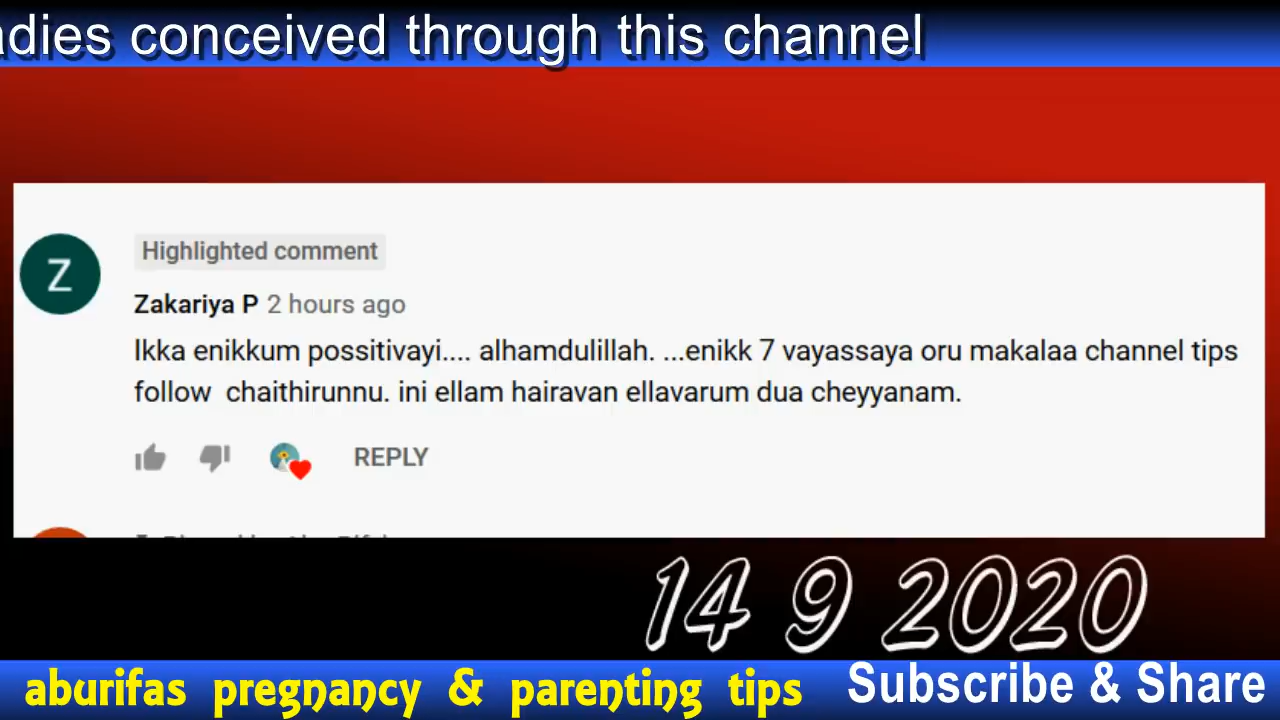 conceived through this channel
Highlighted comment
Z
Zakariya P 2 hours ago
Ikka enikkum possitivayi.... alhamdulillah. ...enikk 7 vayassaya oru makalaa channel tips
follow chaithirunnu. ini ellam hairavan ellavarum dua cheyyanam.
REPLY
14 9 2020
aburifas pregnancy & parenting tips Subscribe & Share